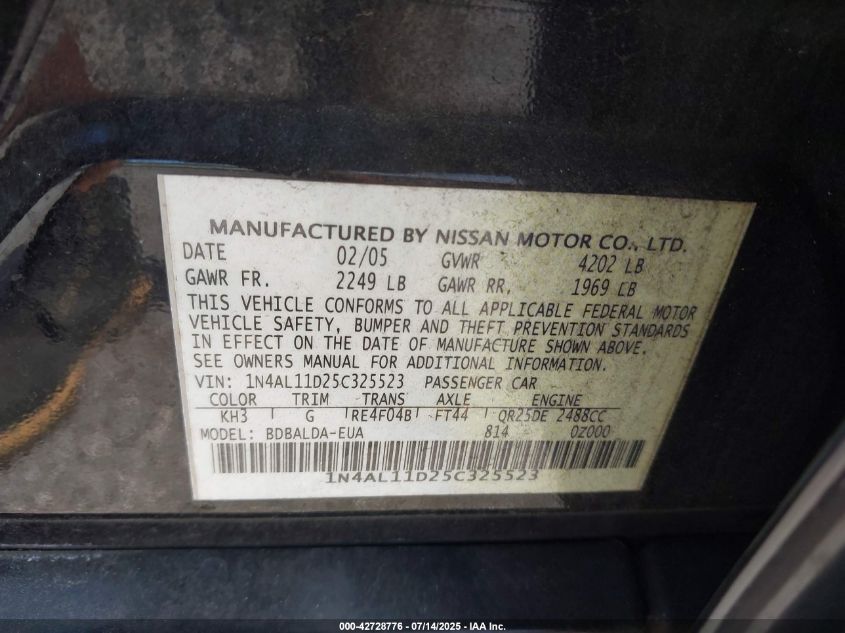 MANUFACTURED BY NISSAN MOTOR CO., LTD.
DATE 02/05 GVWR 4202 LB
GAWR FR. 2249 LB GAWR RR. 1969 LB
THIS VEHICLE CONFORMS TO ALL APPLICABLE FEDERAL MOTOR
VEHICLE SAFETY, BUMPER AND THEFT PREVENTION STANDARDS
IN EFFECT ON THE DATE OF MANUFACTURE SHOWN ABOVE.
SEE OWNERS MANUAL FOR ADDITIONAL INFORMATION.
VIN: 1N4AL11D25C325523 PASSENGER CAR
COLOR TRIM TRANS AXLE ENGINE
KH3 G RE4F04B FT44 QR25DE 2488CC
MODEL: BDBALDA-EUA 814 0Z000
1N4AL11D25C325523
000-42728776 - 07/14/2025 - IAA Inc.